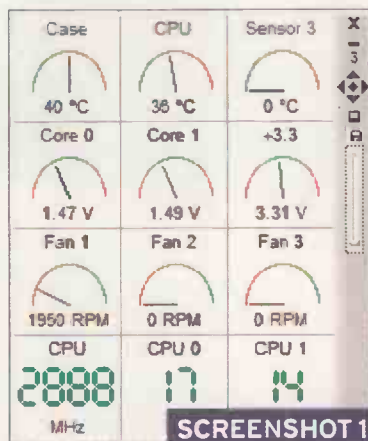 Case CPU Sensor 3
40 °C 36 °C 0 °C
Core 0 Core 1 +3.3
1.47 V 1.49 V 3.31 V
Fan 1 Fan 2 Fan 3
1950 RPM 0 RPM 0 RPM
CPU CPU 0 CPU 1
2888 17 14
MHz
3
SCREENSHOT 1